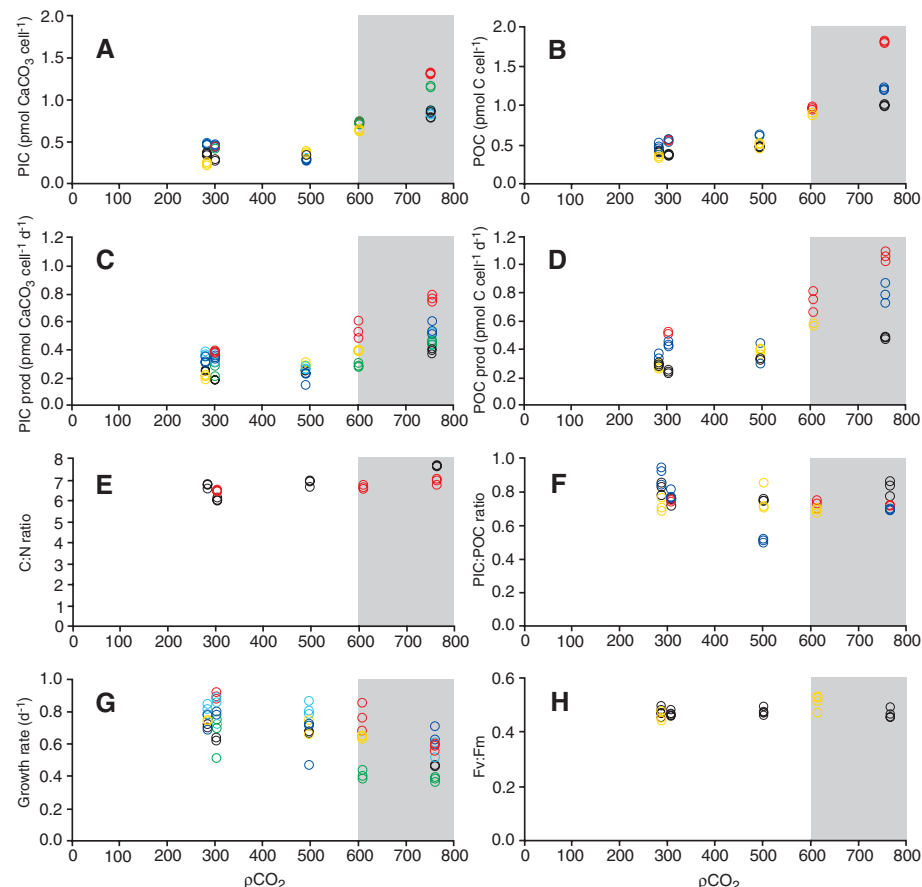 A
PIC (pmol CaCO3 cell-1)
2.0
1.5
1.0
0.5
0.0
0 100 200 300 400 500 600 700 800
B
POC (pmol C cell-1)
2.0
1.5
1.0
0.5
0.0
0 100 200 300 400 500 600 700 800
C
PIC prod (pmol CaCO3 cell-1 d-1)
1.2
1.0
0.8
0.6
0.4
0.2
0.0
0 100 200 300 400 500 600 700 800
D
POC prod (pmol C cell-1 d-1)
1.2
1.0
0.8
0.6
0.4
0.2
0.0
0 100 200 300 400 500 600 700 800
E
C:N ratio
8
7
6
5
4
3
2
1
0
0 100 200 300 400 500 600 700 800
F
PIC:POC ratio
1.0
0.8
0.6
0.4
0.2
0.0
0 100 200 300 400 500 600 700 800
G
Growth rate (d-1)
1.0
0.8
0.6
0.4
0.2
0.0
0 100 200 300 400 500 600 700 800
ρCO2
H
Fv:Fm
0.6
0.4
0.2
0.0
0 100 200 300 400 500 600 700 800
ρCO2